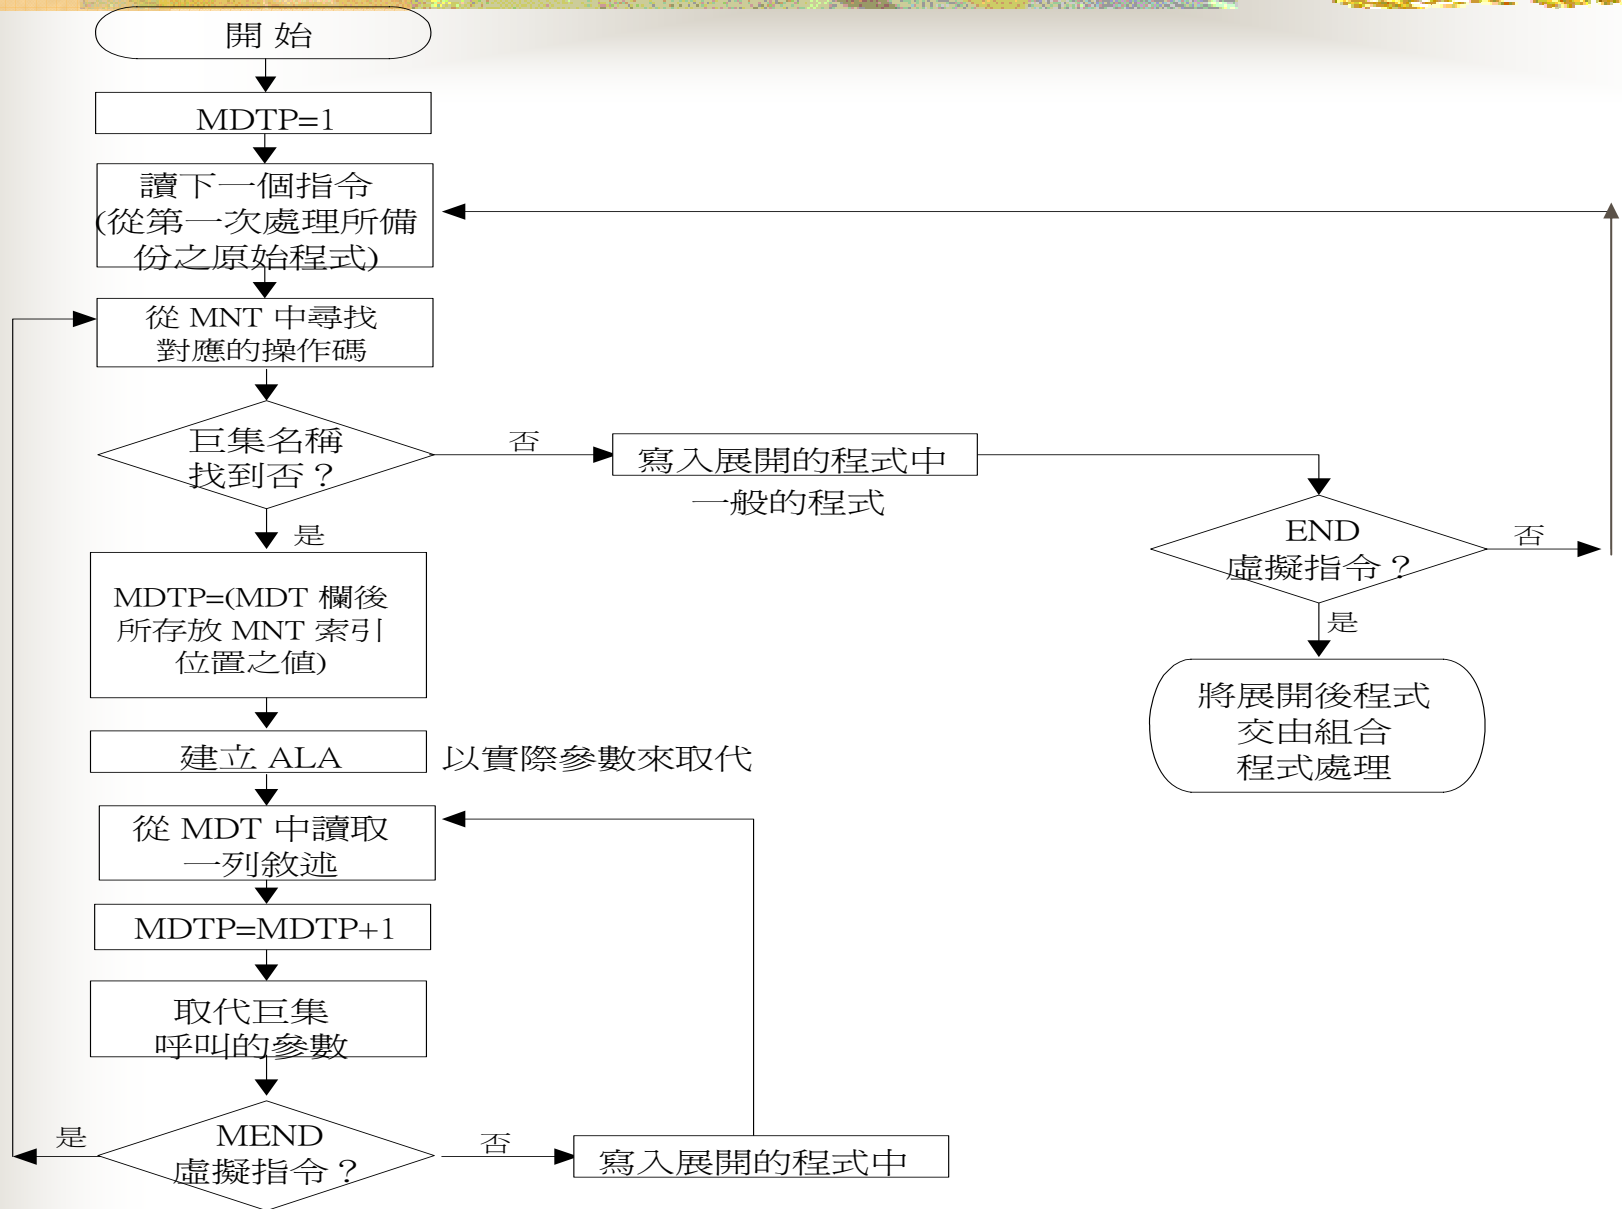 開 始
MDTP=1
讀下一個指令
(從第一次處理所備
份之原始程式)
從 MNT 中尋找
對應的操作碼
巨集名稱
找到否？
否
寫入展開的程式中
一般的程式
是
END
虛擬指令？
否
是
將展開後程式
交由組合
程式處理
MDTP=(MDT 欄後
所存放 MNT 索引
位置之值)
建立 ALA
以實際參數來取代
從 MDT 中讀取
一列敘述
MDTP=MDTP+1
取代巨集
呼叫的參數
MEND
虛擬指令？
是
否
寫入展開的程式中